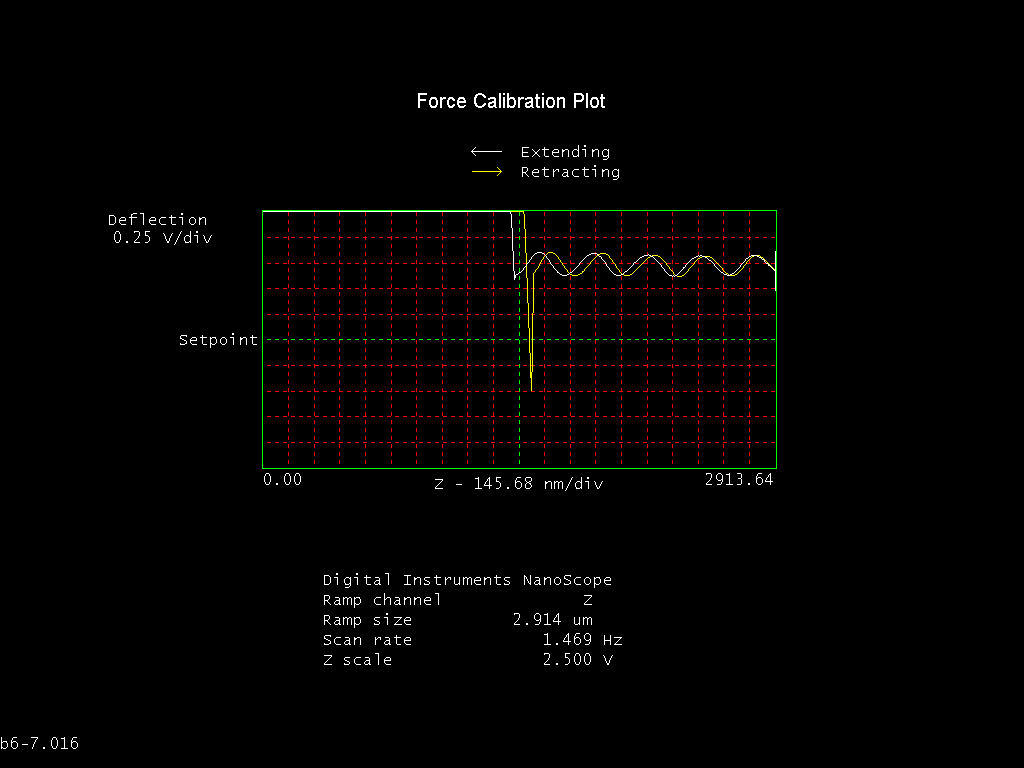 Force Calibration Plot
Extending
Retracting
Deflection
0.25 V/div
Setpoint
0.00
Z - 145.68 nm/div
2913.64
Digital Instruments NanoScope
Ramp channel Z
Ramp size 2.914 um
Scan rate 1.469 Hz
Z scale 2.500 V
b6-7.016